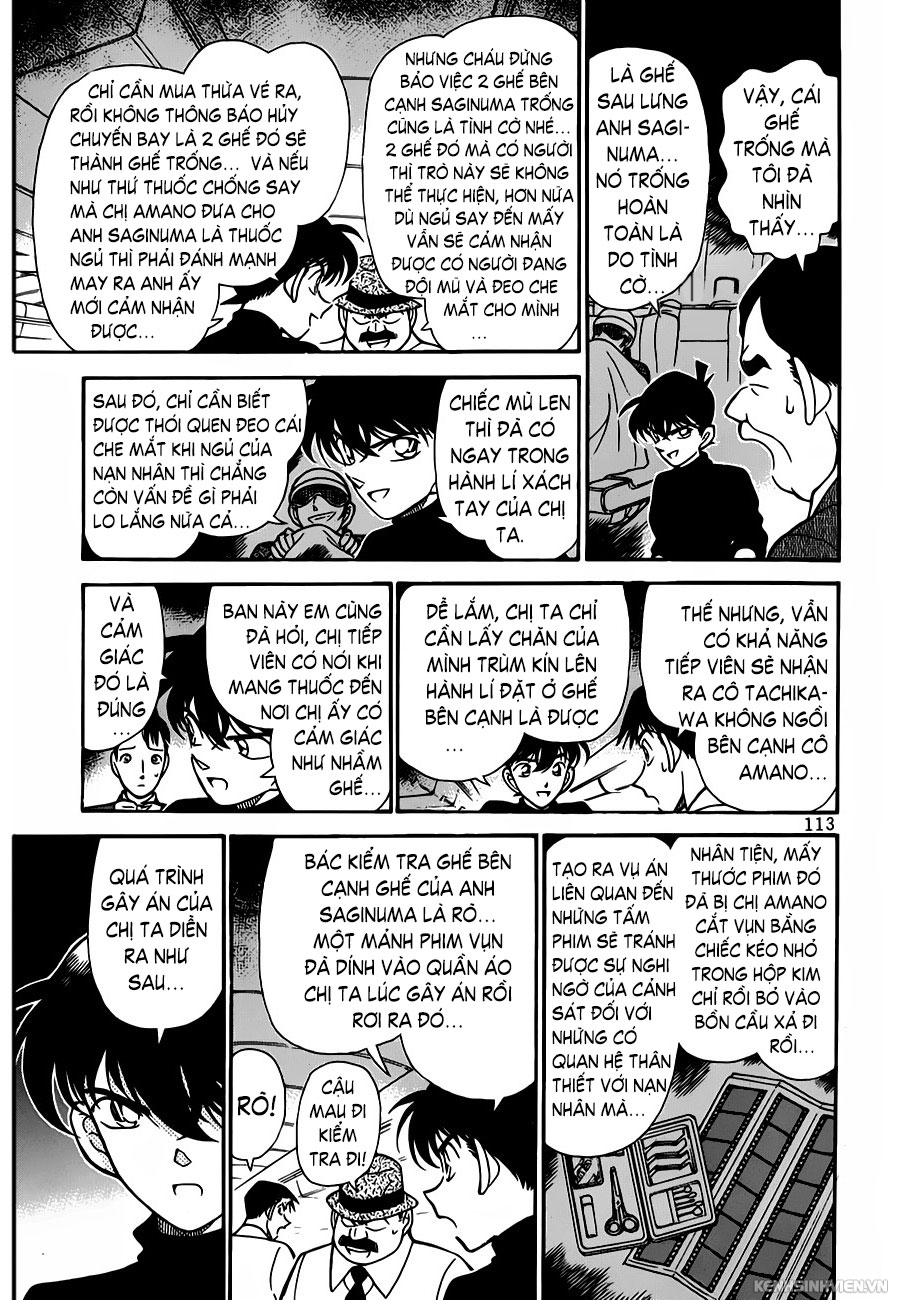 VẬY, CÁI
GHẾ
TRỐNG MÀ
TÔI ĐÃ
NHÌN
THẤY...
LÀ GHẾ
SAU LƯNG
ANH SAGI-
NUMA...
NÓ TRỐNG
HOÀN
TOÀN LÀ
DO TÌNH
CỜ...
NHƯNG CHÁU ĐỪNG
BẢO VIỆC 2 GHẾ BÊN
CẠNH SAGINUMA TRỐNG
CŨNG LÀ TÌNH CỜ NHÉ...
2 GHẾ ĐÓ MÀ CÓ NGƯỜI
THÌ TRÒ NÀY SẼ KHÔNG
THỂ THỰC HIỆN, HƠN NỮA
DÙ NGỦ SAY ĐẾN MẤY
VẪN SẼ CẢM NHẬN
ĐƯỢC CÓ NGƯỜI ĐANG
ĐỘI MŨ VÀ ĐEO CHE
MẮT CHO MÌNH
...
CHỈ CẦN MUA THỪA VÉ RA,
RỒI KHÔNG THÔNG BÁO HỦY
CHUYẾN BAY LÀ 2 GHẾ ĐÓ SẼ
THÀNH GHẾ TRỐNG... VÀ NẾU
NHƯ THỨ THUỐC CHỐNG SAY
MÀ CHỊ AMANO ĐƯA CHO
ANH SAGINUMA LÀ THUỐC
NGỦ THÌ PHẢI ĐÁNH MẠNH
MAY RA ANH ẤY
MỚI CẢM NHẬN
ĐƯỢC...
CHIẾC MŨ LEN
THÌ ĐÃ CÓ
NGAY TRONG
HÀNH LÍ XÁCH
TAY CỦA CHỊ
TA.
SAU ĐÓ, CHỈ CẦN BIẾT
ĐƯỢC THÓI QUEN ĐEO CÁI
CHE MẮT KHI NGỦ CỦA
NẠN NHÂN THÌ CHẲNG
CÒN VẤN ĐỀ GÌ PHẢI
LO LẮNG NỮA CẢ...
THẾ NHƯNG, VẪN
CÓ KHẢ NĂNG
TIẾP VIÊN SẼ NHẬN
RA CÔ TACHIKA-
WA KHÔNG NGỒI
BÊN CẠNH CÔ
AMANO...
DỄ LẮM, CHỊ TA CHỈ
CẦN LẤY CHĂN CỦA
MÌNH TRÙM KÍN LÊN
HÀNH LÍ ĐẶT Ở GHẾ
BÊN CẠNH LÀ ĐƯỢC
...
BAN NÃY EM CŨNG
ĐÃ HỎI, CHỊ TIẾP
VIÊN CÓ NÓI KHI
MANG THUỐC ĐẾN
NƠI CHỊ ẤY CÓ
CẢM GIÁC
NHƯ NHẦM
GHẾ...
VÀ
CẢM
GIÁC
ĐÓ LÀ
ĐÚNG
...
113
NHÂN TIỆN, MẤY
THƯỚC PHIM ĐÓ
ĐÃ BỊ CHỊ AMANO
CẮT VỤN BẰNG
CHIẾC KÉO NHỎ
TRONG HỘP KIM
CHỈ RỒI BỎ VÀO
BỒN CẦU XẢ ĐI
RỒI...
TẠO RA VỤ ÁN
LIÊN QUAN ĐẾN
NHỮNG TẤM
PHIM SẼ TRÁNH
ĐƯỢC SỰ NGHI
NGỜ CỦA CẢNH
SÁT ĐỐI VỚI
NHỮNG CÓ
QUAN HỆ THÂN
THIẾT VỚI NẠN
NHÂN MÀ...
BÁC KIỂM TRA GHẾ BÊN
CẠNH GHẾ CỦA ANH
SAGINUMA LÀ RÕ...
MỘT MẢNH PHIM VỤN
ĐÃ DÍNH VÀO QUẦN ÁO
CHỊ TA LÚC GÂY ÁN RỒI
RƠI RA ĐÓ...
CẬU
MAU ĐI
KIỂM
TRA ĐI!
RÕ!
QUÁ TRÌNH
GÂY ÁN CỦA
CHỊ TA DIỄN
RA NHƯ
SAU...
KENHSINHVIEN.VN